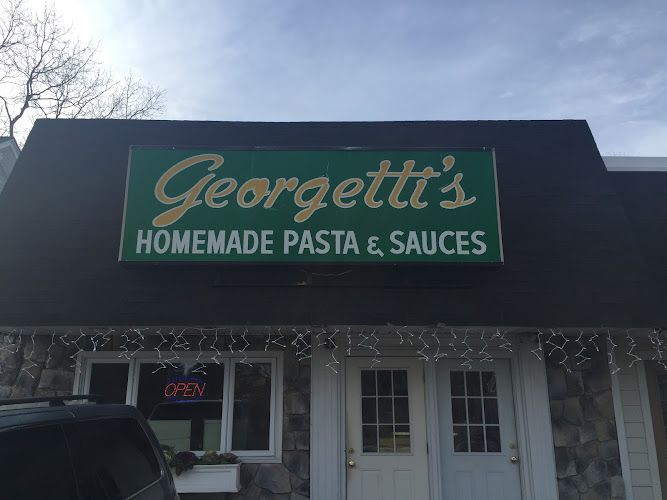 Georgetti's
HOMEMADE PASTA & SAUCES
OPEN